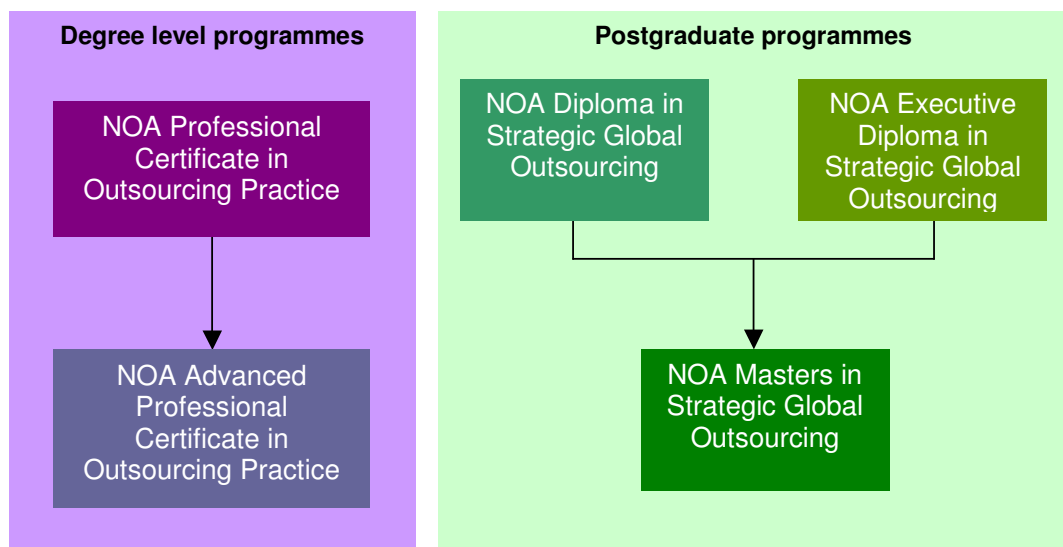 Degree level programmes
NOA Professional
Certificate in
Outsourcing Practice
NOA Advanced
Professional
Certificate in
Outsourcing Practice
Postgraduate programmes
NOA Diploma in
Strategic Global
Outsourcing
NOA Executive
Diploma in
Strategic Global
Outsourcing
NOA Masters in
Strategic Global
Outsourcing